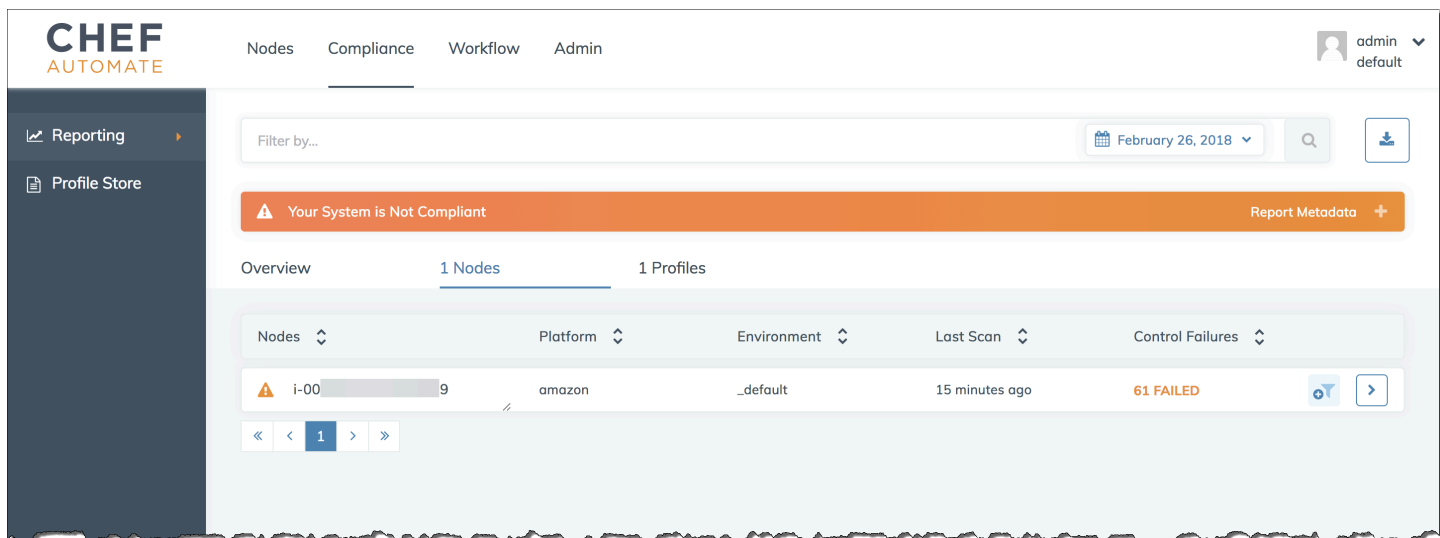 CHEF
AUTOMATE
Nodes Compliance Workflow Admin
admin
default
Reporting
Profile Store
Filter by...
February 26, 2018
Your System is Not Compliant Report Metadata +
Overview 1 Nodes 1 Profiles
Nodes Platform Environment Last Scan Control Failures
i-00 9 amazon _default 15 minutes ago 61 FAILED
« < 1 > »